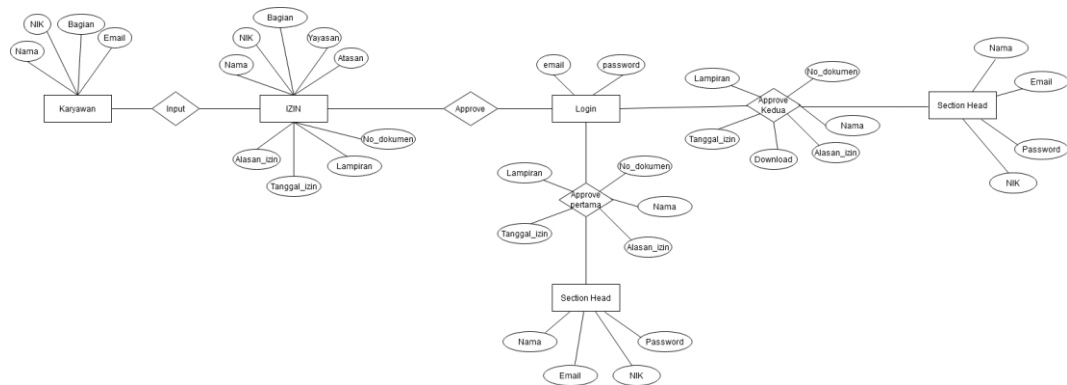 NIK
Bagian
Email
Nama
Karyawan
Input
Bagian
NIK
Yayasan
Nama
Atasan
IZIN
No_dokumen
Alasan_izin
Lampiran
Tanggal_izin
Approve
email
password
Login
Lampiran
No_dokumen
Approve
Kedua
Nama
Tanggal_izin
Download
Alasan_izin
Nama
Email
Section Head
Password
NIK
No_dokumen
Lampiran
Approve
pertama
Nama
Tanggal_izin
Alasan_izin
Section Head
Nama
Password
Email
NIK